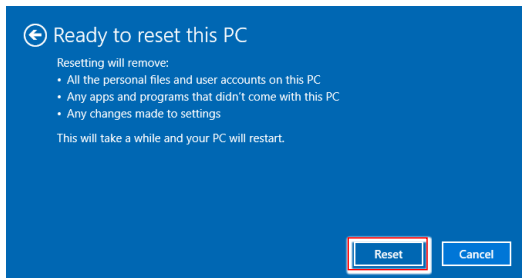 Ready to reset this PC
Resetting will remove:
• All the personal files and user accounts on this PC
• Any apps and programs that didn't come with this PC
• Any changes made to settings
This will take a while and your PC will restart.
Reset
Cancel